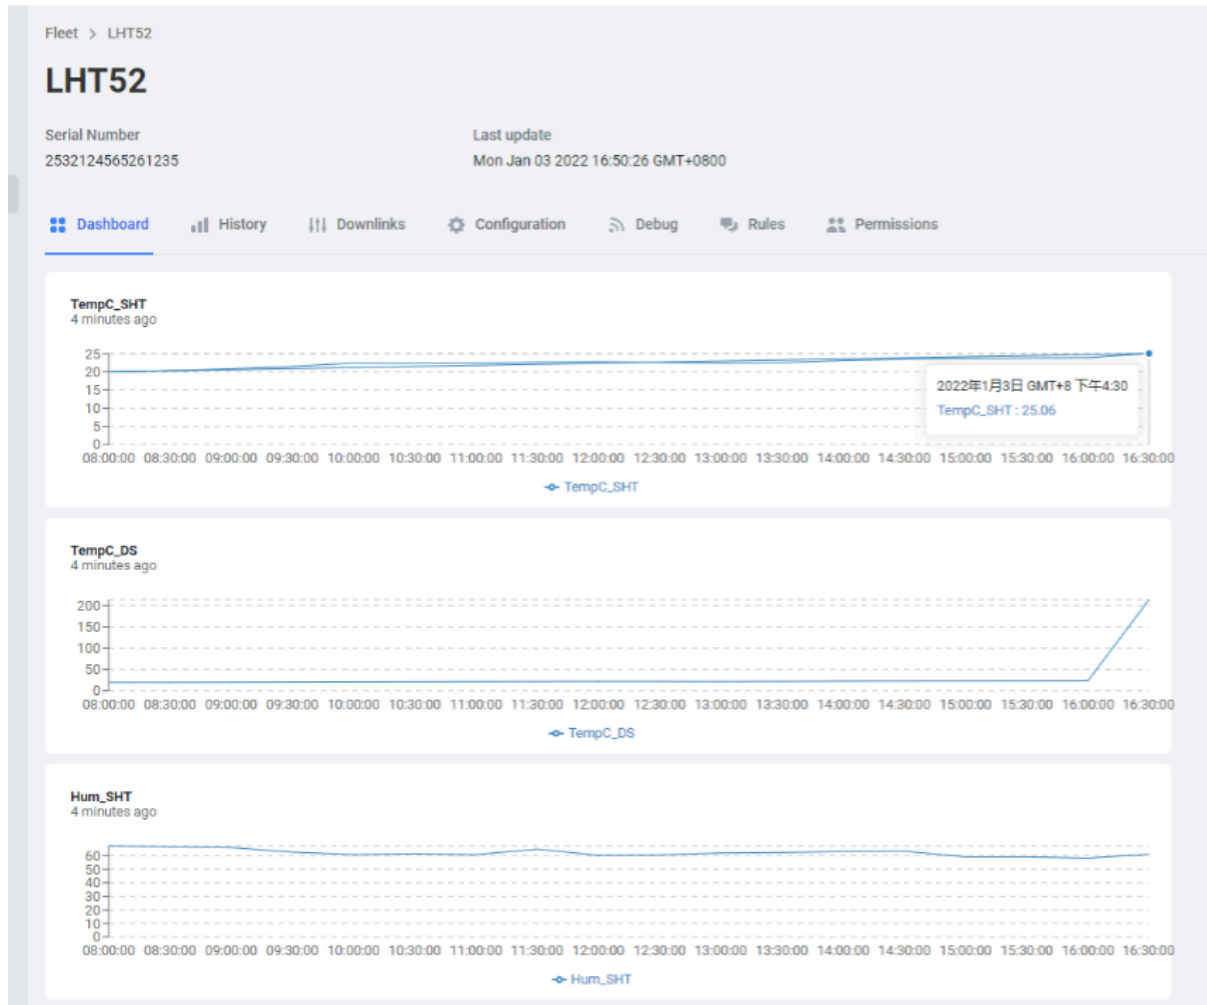 Fleet > LHT52
LHT52
Serial Number
2532124565261235
Last update
Mon Jan 03 2022 16:50:26 GMT+0800
Dashboard History Downlinks Configuration Debug Rules Permissions
TempC_SHT
4 minutes ago
25
20
15
10
5
0
2022年1月3日 GMT+8 下午4:30
TempC_SHT : 25.06
08:00:00 08:30:00 09:00:00 09:30:00 10:00:00 10:30:00 11:00:00 11:30:00 12:00:00 12:30:00 13:00:00 13:30:00 14:00:00 14:30:00 15:00:00 15:30:00 16:00:00 16:30:00
TempC_SHT
TempC_DS
4 minutes ago
200
150
100
50
0
08:00:00 08:30:00 09:00:00 09:30:00 10:00:00 10:30:00 11:00:00 11:30:00 12:00:00 12:30:00 13:00:00 13:30:00 14:00:00 14:30:00 15:00:00 15:30:00 16:00:00 16:30:00
TempC_DS
Hum_SHT
4 minutes ago
60
50
40
30
20
10
0
08:00:00 08:30:00 09:00:00 09:30:00 10:00:00 10:30:00 11:00:00 11:30:00 12:00:00 12:30:00 13:00:00 13:30:00 14:00:00 14:30:00 15:00:00 15:30:00 16:00:00 16:30:00
Hum_SHT